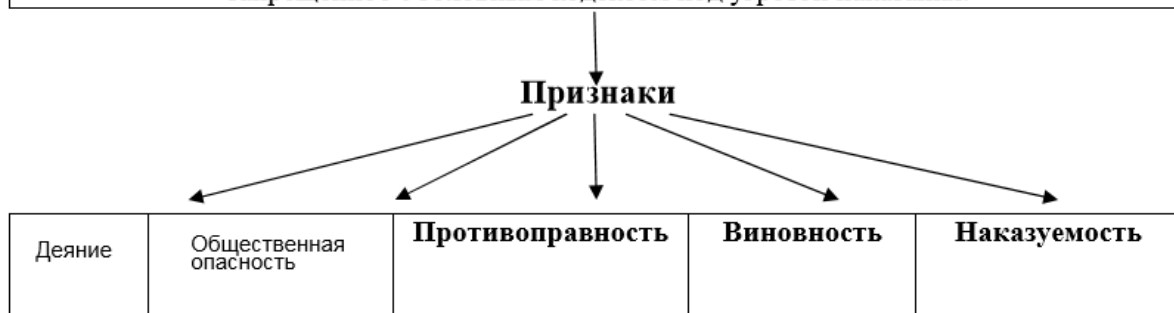 Признаки
Деяние
Общественная
опасность
Противоправность
Виновность
Наказуемость